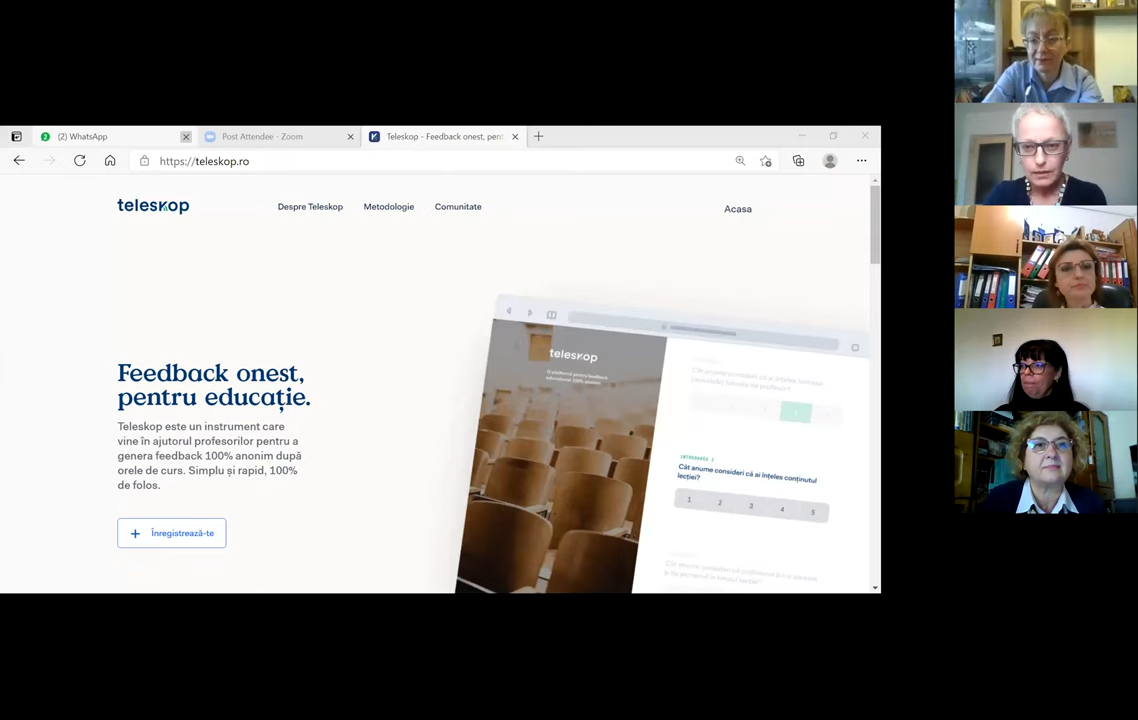 (2) WhatsApp
Post Attendee - Zoom
Teleskop - Feedback onest, pent
https://teleskop.ro
teleskop
Despre Teleskop
Metodologie
Comunitate
Acasa
Feedback onest,
pentru educație.
Teleskop este un instrument care
vine în ajutorul profesorilor pentru a
genera feedback 100% anonim după
orele de curs. Simplu și rapid, 100%
de folos.
Înregistrează-te
teleskop
Cât anume consideri că ai înțeles conținutul
lecției?
1 2 3 4 5